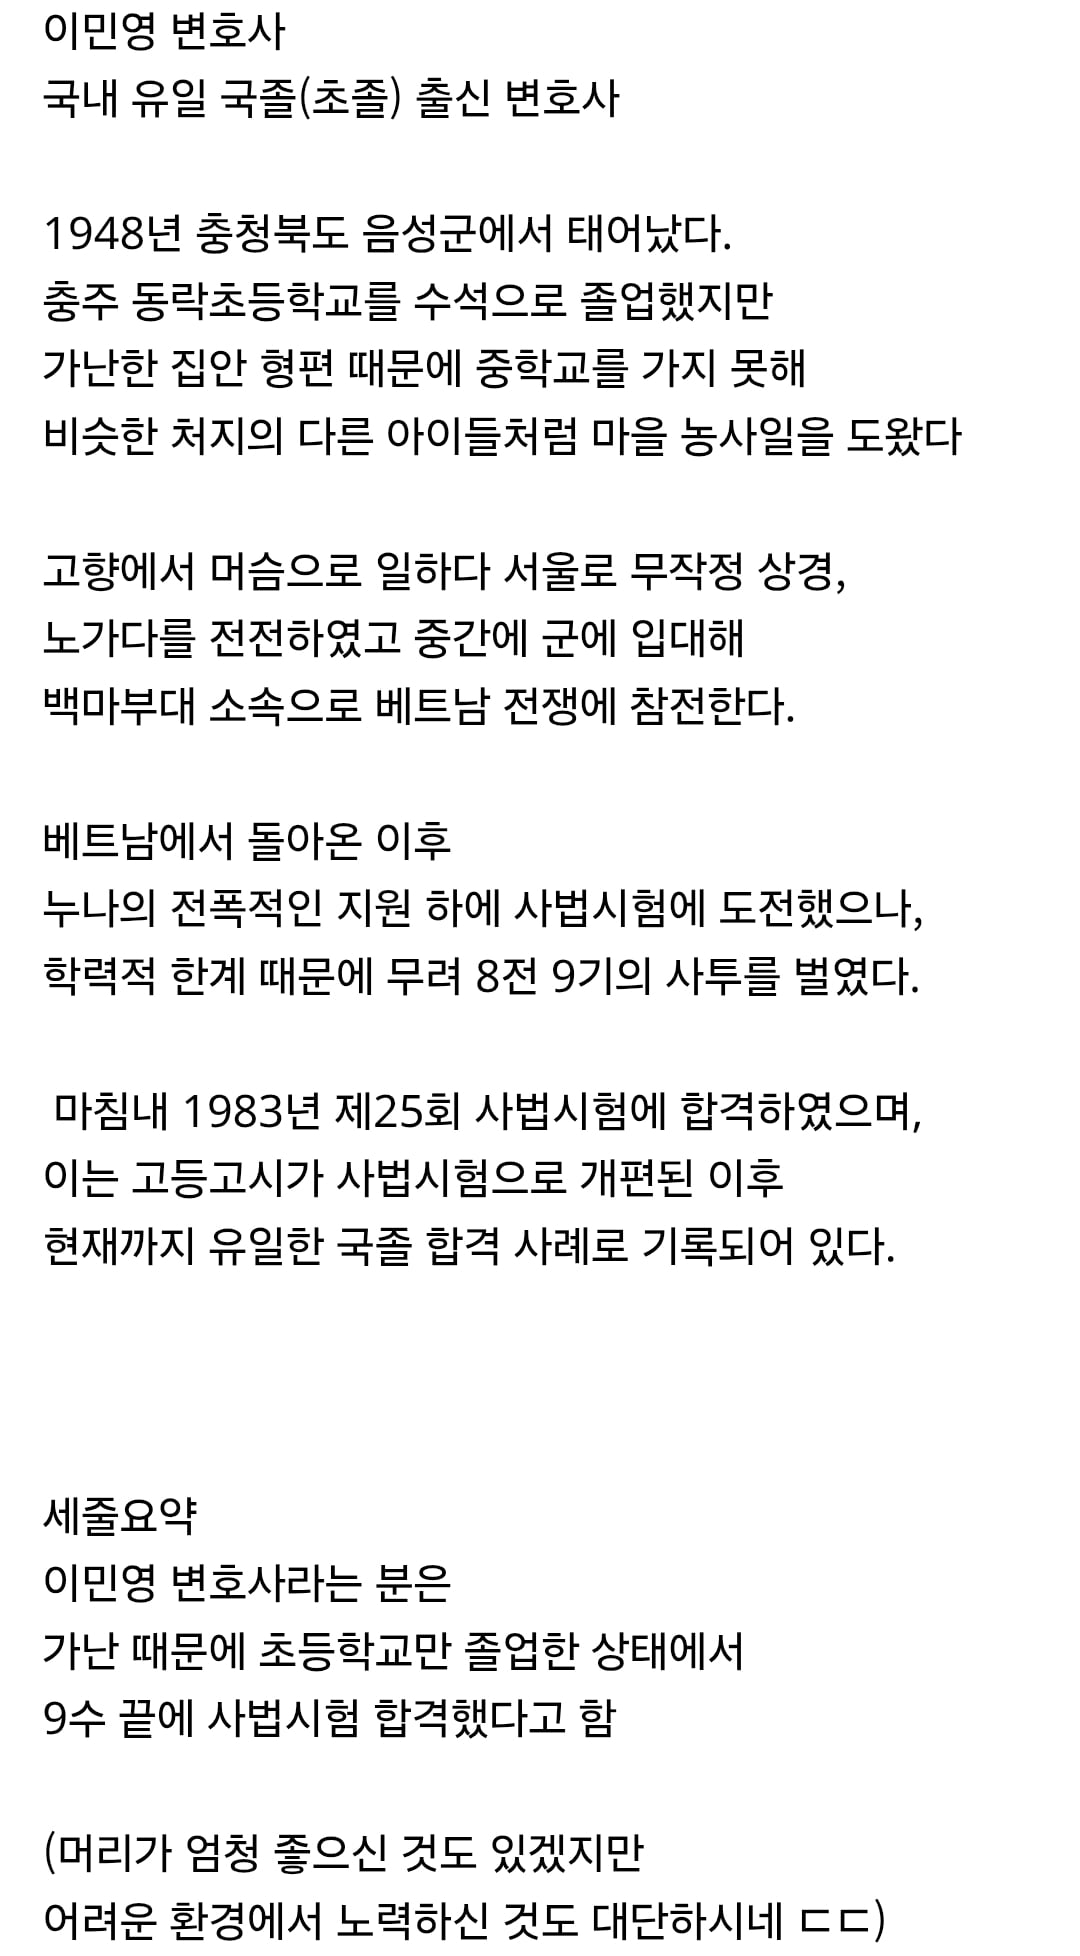 이민영 변호사
국내 유일 국졸(초졸) 출신 변호사
1948년 충청북도 음성군에서 태어났다.
충주 동락초등학교를 수석으로 졸업했지만
가난한 집안 형편 때문에 중학교를 가지 못해
비슷한 처지의 다른 아이들처럼 마을 농사일을 도왔다
고향에서 머슴으로 일하다 서울로 무작정 상경,
노가다를 전전하였고 중간에 군에 입대해
백마부대 소속으로 베트남 전쟁에 참전한다.
베트남에서 돌아온 이후
누나의 전폭적인 지원 하에 사법시험에 도전했으나,
학력적 한계 때문에 무려 8전 9기의 사투를 벌였다.
마침내 1983년 제25회 사법시험에 합격하였으며,
이는 고등고시가 사법시험으로 개편된 이후
현재까지 유일한 국졸 합격 사례로 기록되어 있다.
세줄요약
이민영 변호사라는 분은
가난 때문에 초등학교만 졸업한 상태에서
9수 끝에 사법시험 합격했다고 함
(머리가 엄청 좋으신 것도 있겠지만
어려운 환경에서 노력하신 것도 대단하시네 ㄷㄷ)